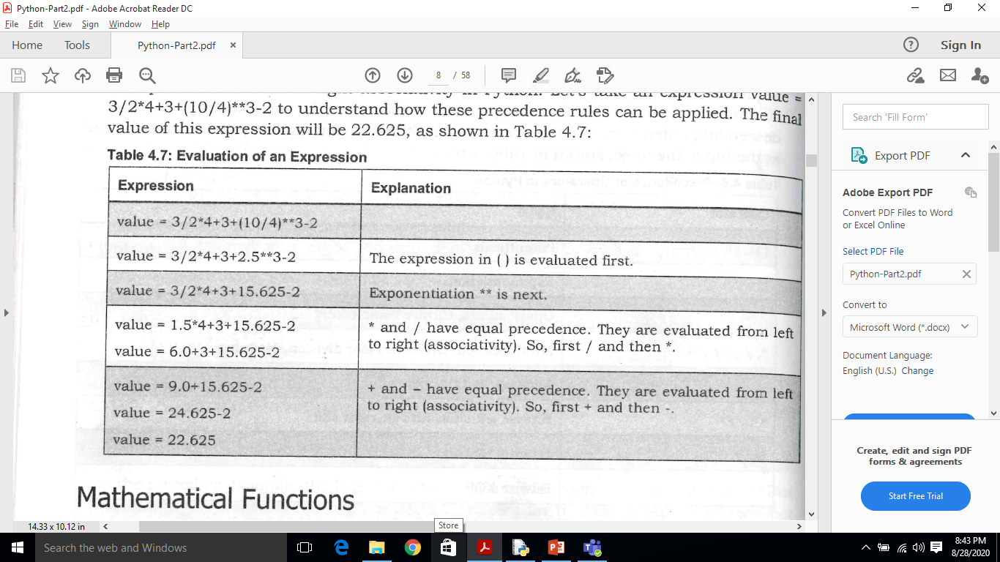 Python-Part2.pdf - Adobe Acrobat Reader DC
File Edit View Sign Window Help
Home Tools Python-Part2.pdf × Sign In
8 / 58
right associativity in Python. Let's take an expression value =
3/2*4+3+(10/4)**3-2 to understand how these precedence rules can be applied. The final
value of this expression will be 22.625, as shown in Table 4.7:
Table 4.7: Evaluation of an Expression
Expression Explanation
value = 3/2*4+3+(10/4)**3-2
value = 3/2*4+3+2.5**3-2 The expression in ( ) is evaluated first.
value = 3/2*4+3+15.625-2 Exponentiation ** is next.
value = 1.5*4+3+15.625-2
value = 6.0+3+15.625-2
* and / have equal precedence. They are evaluated from left
to right (associativity). So, first / and then *.
value = 9.0+15.625-2
value = 24.625-2
value = 22.625
+ and – have equal precedence. They are evaluated from left
to right (associativity). So, first + and then -.
Mathematical Functions
14.33 x 10.12 in
Store
Search 'Fill Form'
Export PDF
Adobe Export PDF
Convert PDF Files to Word
or Excel Online
Select PDF File
Python-Part2.pdf
Convert to
Microsoft Word (*.docx)
Document Language:
English (U.S.) Change
Create, edit and sign PDF
forms & agreements
Start Free Trial
Search the web and Windows
8:43 PM
8/28/2020